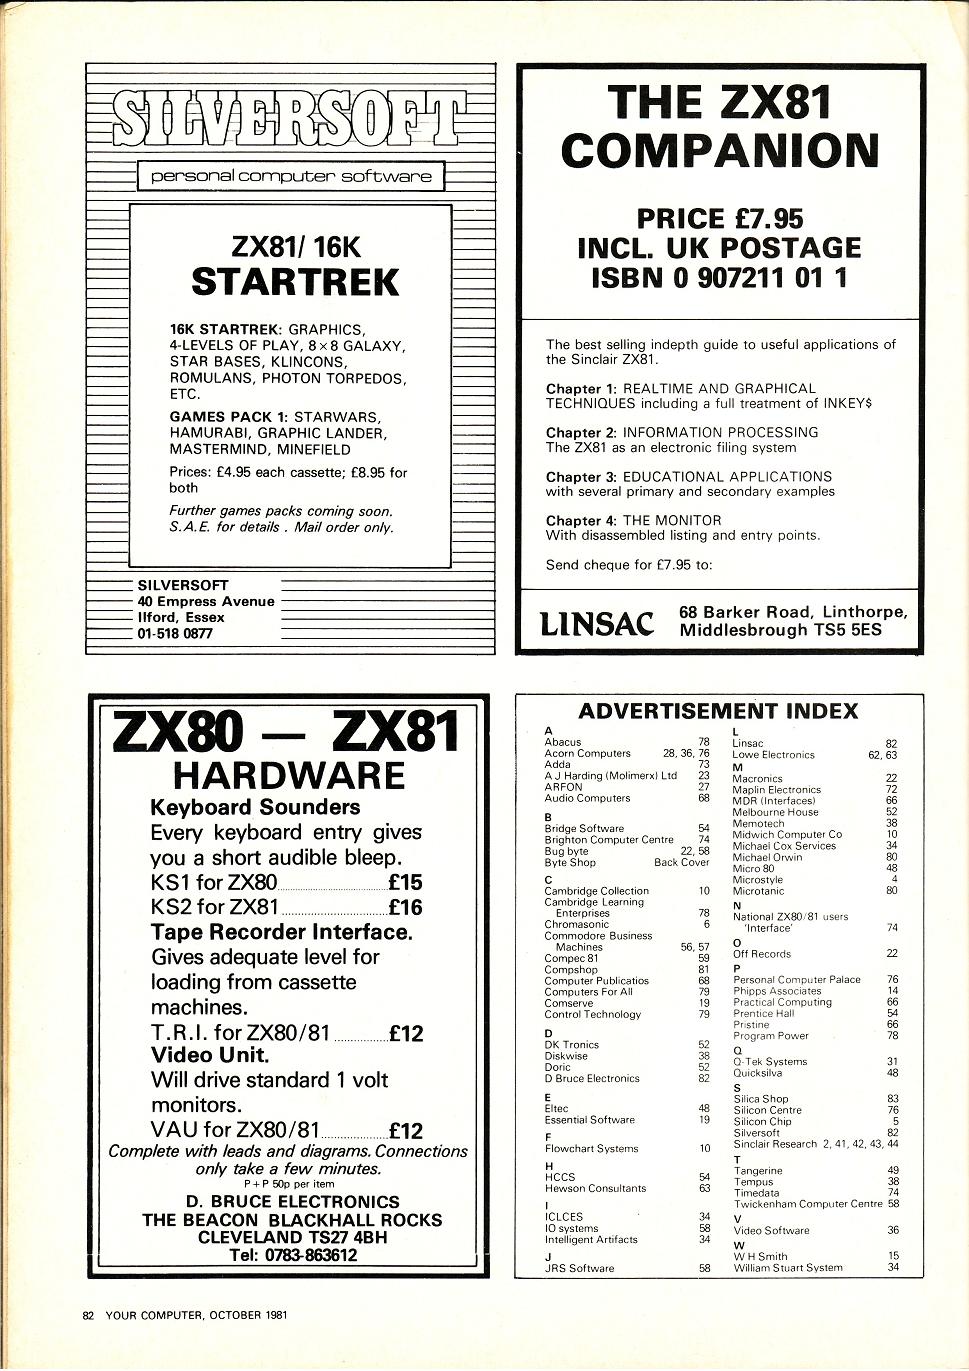 SILVERSOFT
personal computer software
ZX81/ 16K
STARTREK
16K STARTREK: GRAPHICS,
4-LEVELS OF PLAY, 8×8 GALAXY,
STAR BASES, KLINCONS,
ROMULANS, PHOTON TORPEDOS,
ETC.
GAMES PACK 1: STARWARS,
HAMURABI, GRAPHIC LANDER,
MASTERMIND, MINEFIELD
Prices: £4.95 each cassette; £8.95 for
both
Further games packs coming soon.
S.A.E. for details . Mail order only.
SILVERSOFT
40 Empress Avenue
Ilford, Essex
01-518 0877
THE ZX81
COMPANION
PRICE £7.95
INCL. UK POSTAGE
ISBN 0 907211 01 1
The best selling indepth guide to useful applications of
the Sinclair ZX81.
Chapter 1: REALTIME AND GRAPHICAL
TECHNIQUES including a full treatment of INKEY$
Chapter 2: INFORMATION PROCESSING
The ZX81 as an electronic filing system
Chapter 3: EDUCATIONAL APPLICATIONS
with several primary and secondary examples
Chapter 4: THE MONITOR
With disassembled listing and entry points.
Send cheque for £7.95 to:
LINSAC
68 Barker Road, Linthorpe,
Middlesbrough TS5 5ES
ZX80 — ZX81
HARDWARE
Keyboard Sounders
Every keyboard entry gives
you a short audible bleep.
KS1 for ZX80....................£15
KS2 for ZX81....................£16
Tape Recorder Interface.
Gives adequate level for
loading from cassette
machines.
T.R.I. for ZX80/81..........£12
Video Unit.
Will drive standard 1 volt
monitors.
VAU for ZX80/81............£12
Complete with leads and diagrams. Connections
only take a few minutes.
P+P 50p per item
D. BRUCE ELECTRONICS
THE BEACON BLACKHALL ROCKS
CLEVELAND TS27 4BH
Tel: 0783-863612
ADVERTISEMENT INDEX
A
Abacus 78
Acorn Computers 28, 36, 76
Adda 73
A J Harding (Molimerx) Ltd 23
ARFON 27
Audio Computers 68
B
Bridge Software 54
Brighton Computer Centre 74
Bug byte 22, 58
Byte Shop Back Cover
C
Cambridge Collection 10
Cambridge Learning
Enterprises 78
Chromasonic 6
Commodore Business
Machines 56, 57
Compec 81 59
Compshop 81
Computer Publicatios 68
Computers For All 79
Comserve 19
Control Technology 79
D
DK Tronics 52
Diskwise 38
Doric 52
D Bruce Electronics 82
E
Eltec 48
Essential Software 19
F
Flowchart Systems 10
H
HCCS 54
Hewson Consultants 63
I
ICLCES 34
IO systems 58
Intelligent Artifacts 34
J
JRS Software 58
L
Linsac 82
Lowe Electronics 62, 63
M
Macronics 22
Maplin Electronics 72
MDR (Interfaces) 66
Melbourne House 52
Memotech 38
Midwich Computer Co 10
Michael Cox Services 34
Michael Orwin 80
Micro 80 48
Microstyle 4
Microtanic 80
N
National ZX80/81 users
'Interface' 74
O
Off Records 22
P
Personal Computer Palace 76
Phipps Associates 14
Practical Computing 66
Prentice Hall 54
Pristine 66
Program Power 78
Q
Q-Tek Systems 31
Quicksilva 48
S
Silica Shop 83
Silicon Centre 76
Silicon Chip 5
Silversoft 82
Sinclair Research 2, 41, 42, 43, 44
T
Tangerine 49
Tempus 38
Timedata 74
Twickenham Computer Centre 58
V
Video Software 36
W
W H Smith 15
William Stuart System 34
82 YOUR COMPUTER, OCTOBER 1981